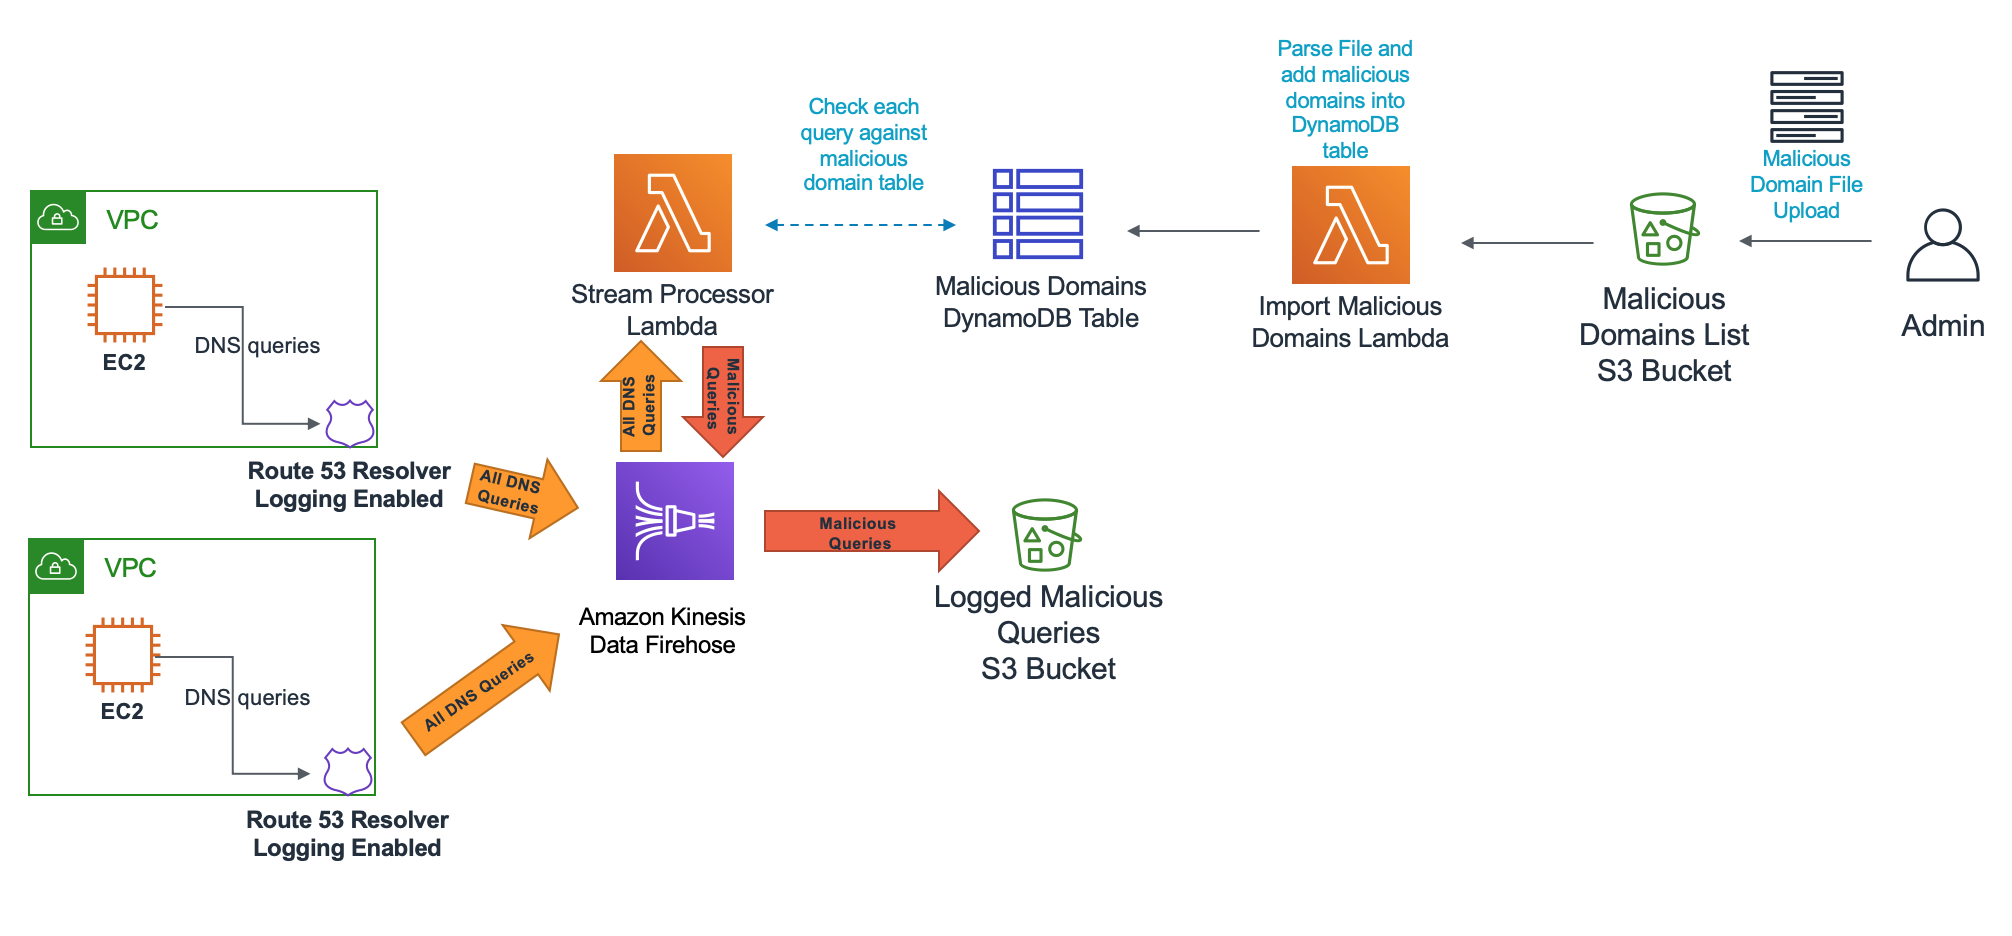 VPC
EC2
DNS queries
Route 53 Resolver
Logging Enabled
VPC
EC2
DNS queries
Route 53 Resolver
Logging Enabled
All DNS
Queries
All DNS Queries
Stream Processor
Lambda
All DNS
Queries
Malicious
Queries
Amazon Kinesis
Data Firehose
Malicious
Queries
Logged Malicious
Queries
S3 Bucket
Check each
query against
malicious
domain table
Malicious Domains
DynamoDB Table
Parse File and
add malicious
domains into
DynamoDB
table
Import Malicious
Domains Lambda
Malicious
Domains List
S3 Bucket
Malicious
Domain File
Upload
Admin